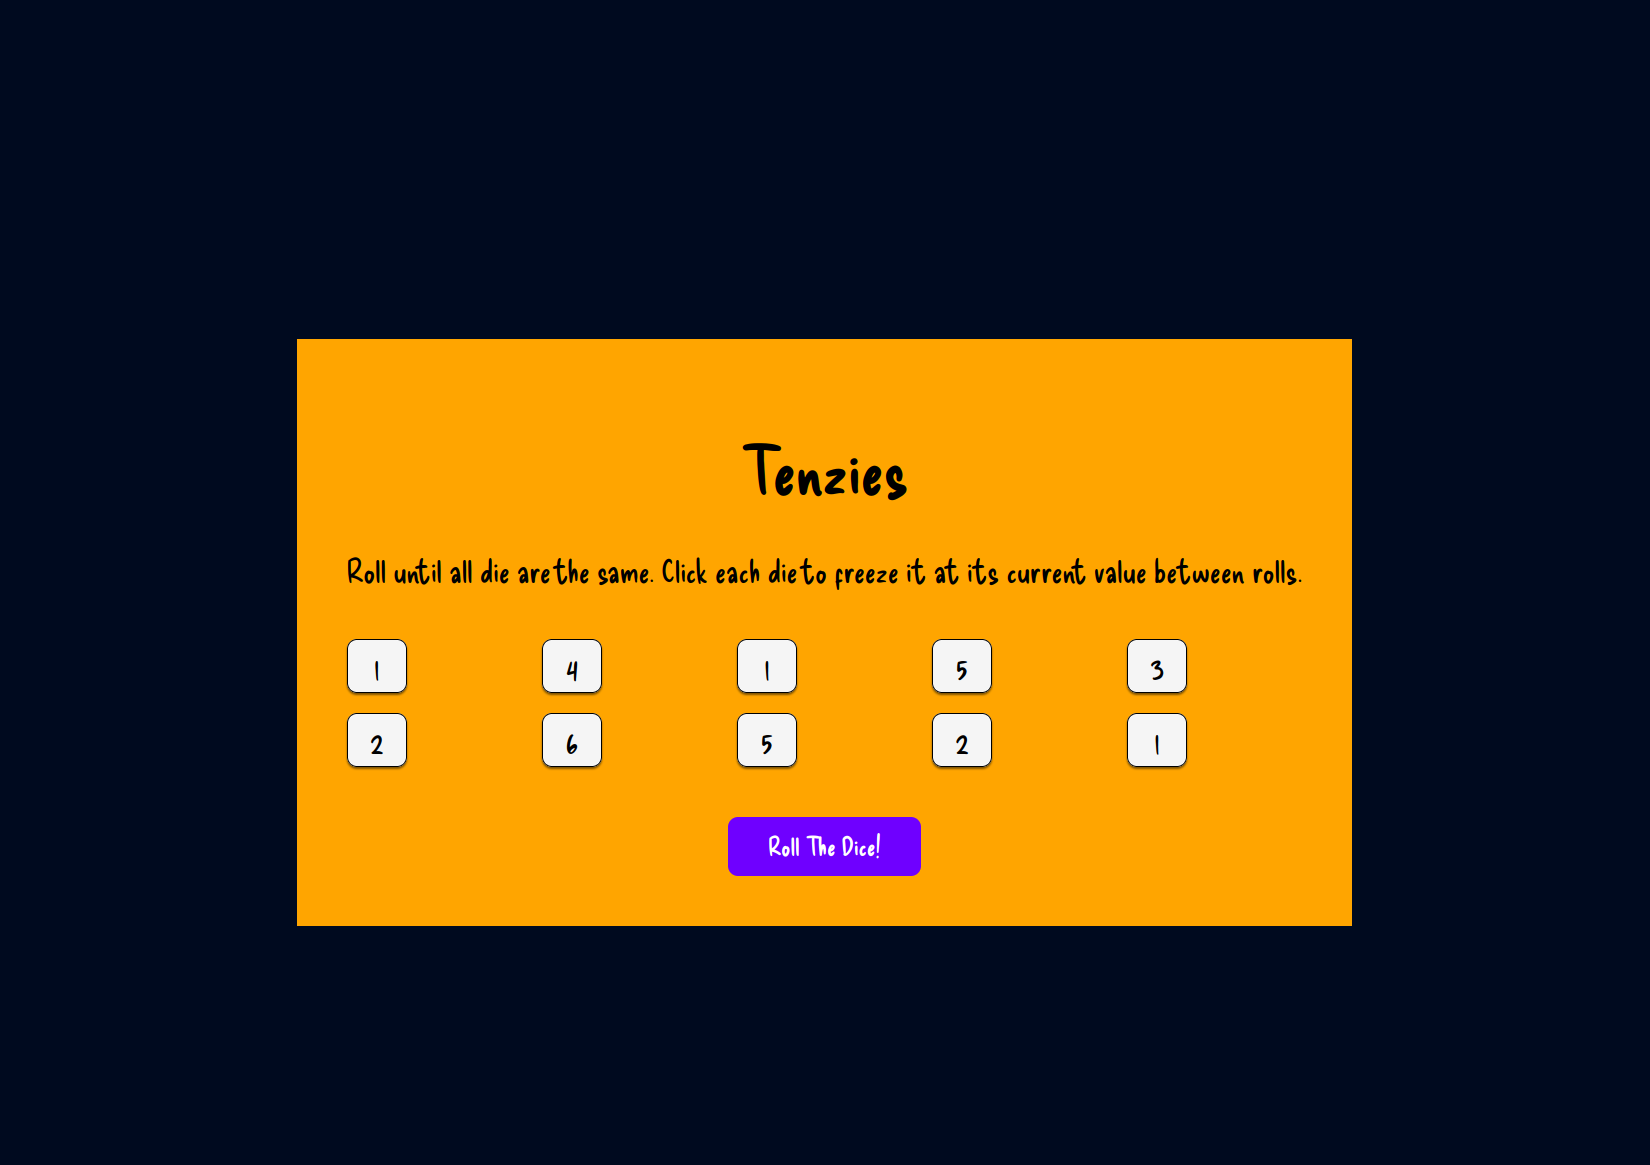 Tenzies
Roll until all die are the same. Click each die to freeze it at its current value between rolls.
1 4 1 5 3
2 6 5 2 1
Roll The Dice!